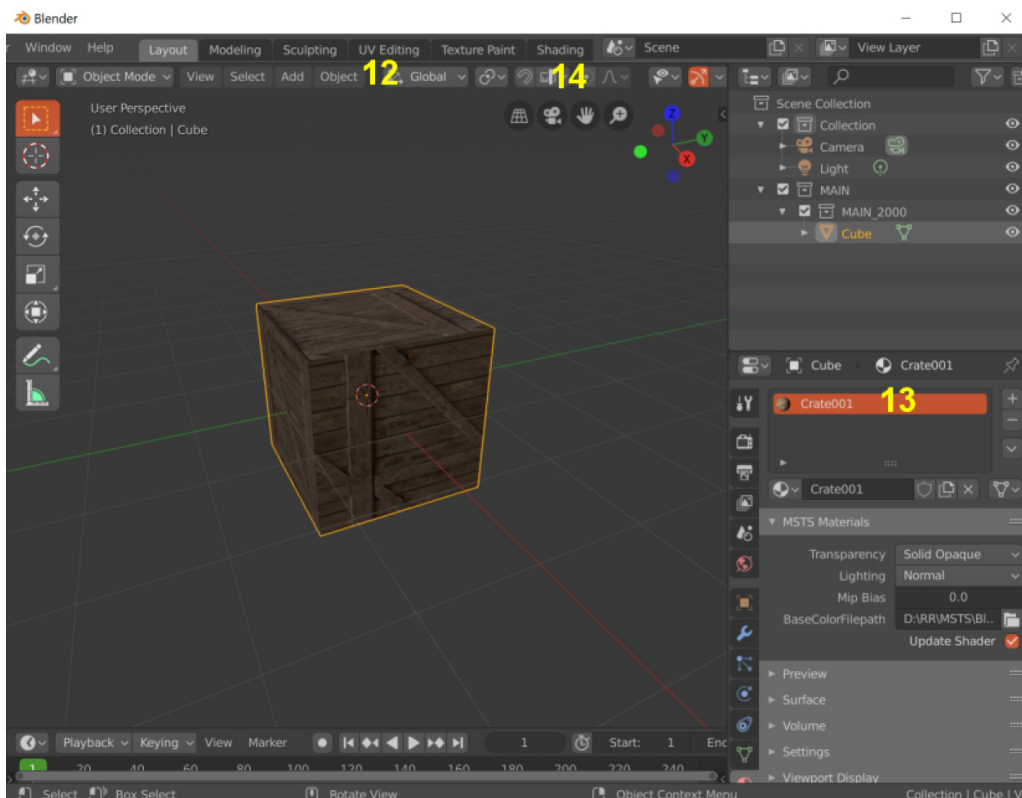 Blender
Window Help Layout Modeling Sculpting UV Editing Texture Paint Shading Scene View Layer
Object Mode View Select Add Object 12 Global 14
User Perspective
(1) Collection | Cube
Z
Y
X
Scene Collection
Collection
Camera
Light
MAIN
MAIN_2000
Cube
Cube Crate001
Crate001 13
Crate001
MSTS Materials
Transparency Solid Opaque
Lighting Normal
Mip Bias 0.0
BaseColorFilepath D:\RR\MSTS\Bl..
Update Shader
Preview
Surface
Volume
Settings
Viewport Display
Playback Keying View Marker 1 Start: 1 Enc
1 20 40 60 80 100 120 140 160 180 200 220 240
Select Box Select Rotate View Object Context Menu Collection | Cube | V